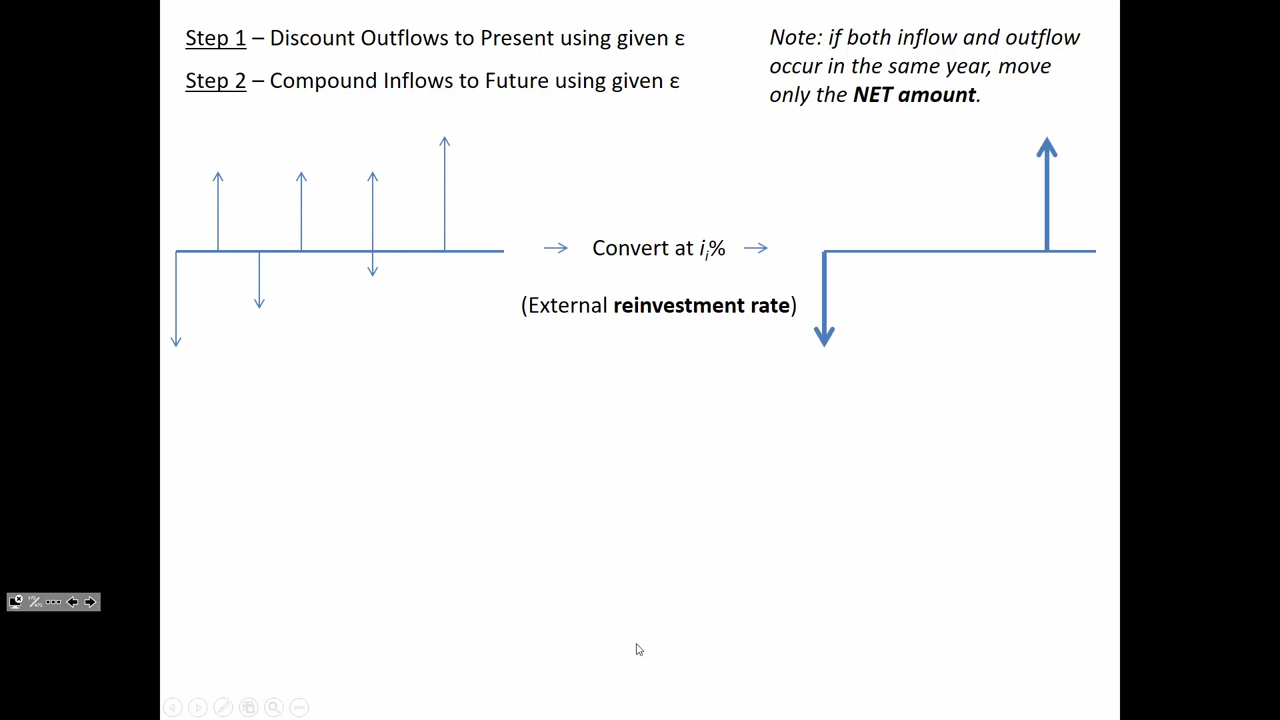 Step 1 – Discount Outflows to Present using given ε
Step 2 – Compound Inflows to Future using given ε
Note: if both inflow and outflow
occur in the same year, move
only the NET amount.
Convert at iᵢ%
(External reinvestment rate)